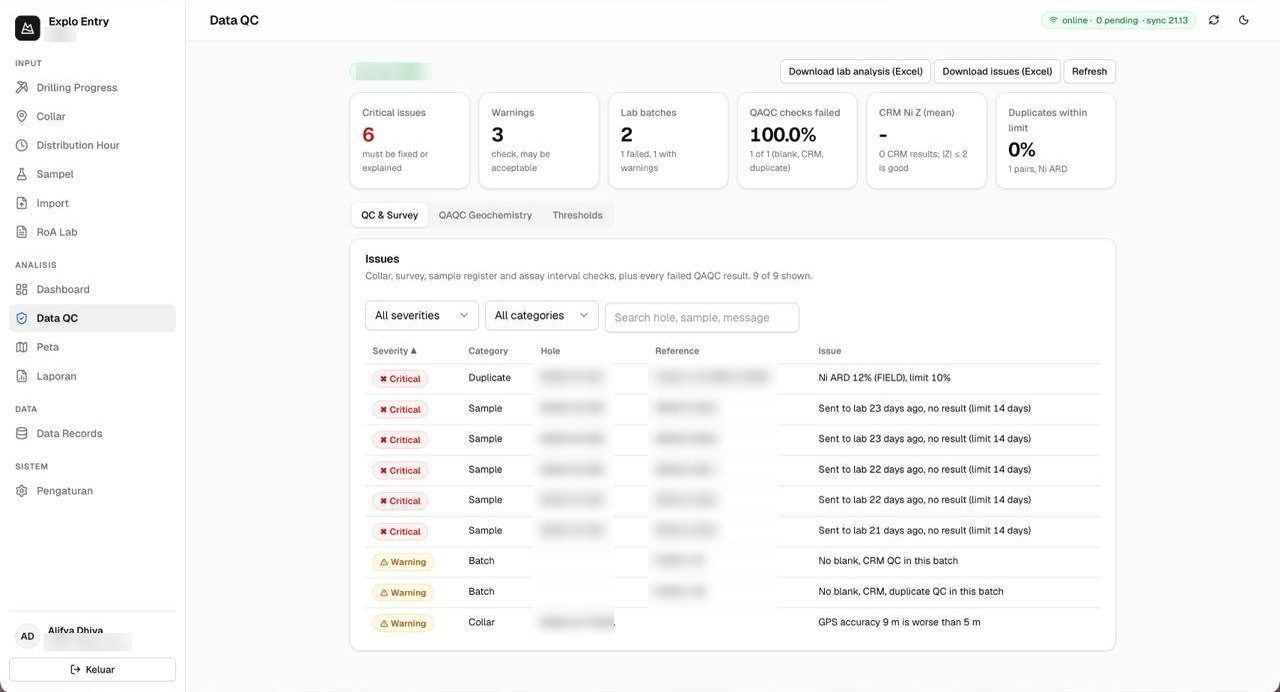 Explo Entry
INPUT
Drilling Progress
Collar
Distribution Hour
Sampel
Import
RoA Lab
ANALISIS
Dashboard
Data QC
Peta
Laporan
DATA
Data Records
SISTEM
Pengaturan
AD
Alifya Dhiva
Keluar
Data QC
online · 0 pending · sync 21.13
Download lab analysis (Excel)
Download issues (Excel)
Refresh
Critical issues
6
must be fixed or
explained
Warnings
3
check, may be
acceptable
Lab batches
2
1 failed, 1 with
warnings
QAQC checks failed
100.0%
1 of 1 (blank, CRM,
duplicate)
CRM Ni Z (mean)
-
0 CRM results; |Z| ≤ 2
is good
Duplicates within
limit
0%
1 pairs, Ni ARD
QC & Survey
QAQC Geochemistry
Thresholds
Issues
Collar, survey, sample register and assay interval checks, plus every failed QAQC result. 9 of 9 shown.
All severities
All categories
Search hole, sample, message
Severity ▲ Category Hole Reference Issue
✖ Critical Duplicate Ni ARD 12% (FIELD), limit 10%
✖ Critical Sample Sent to lab 23 days ago, no result (limit 14 days)
✖ Critical Sample Sent to lab 23 days ago, no result (limit 14 days)
✖ Critical Sample Sent to lab 22 days ago, no result (limit 14 days)
✖ Critical Sample Sent to lab 22 days ago, no result (limit 14 days)
✖ Critical Sample Sent to lab 21 days ago, no result (limit 14 days)
⚠ Warning Batch No blank, CRM QC in this batch
⚠ Warning Batch No blank, CRM, duplicate QC in this batch
⚠ Warning Collar GPS accuracy 9 m is worse than 5 m